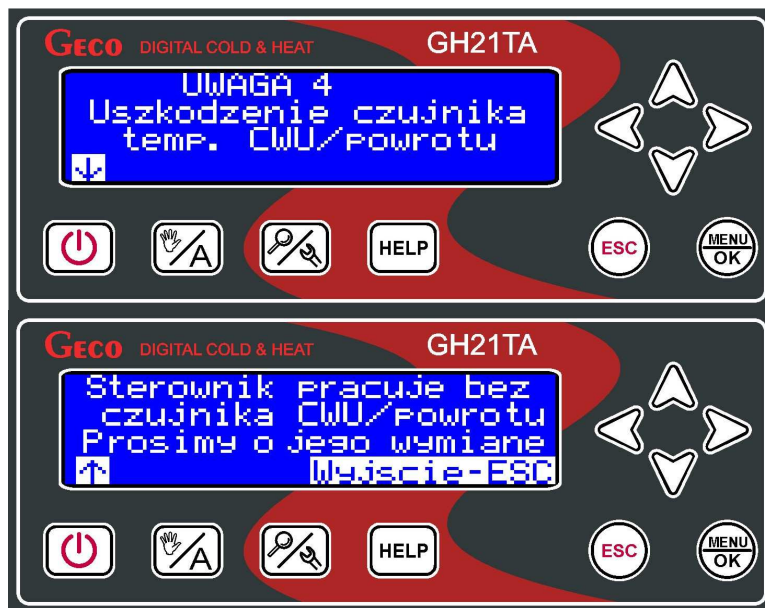 GECO DIGITAL COLD & HEAT GH21TA
UWAGA 4
Uszkodzenie czujnika
temp. CWU/powrotu
↓
A HELP ESC MENU
OK
GECO DIGITAL COLD & HEAT GH21TA
Sterownik pracuje bez
czujnika CWU/powrotu
Prosimy o jego wymiane
↑ Wyjscie-ESC
A HELP ESC MENU
OK